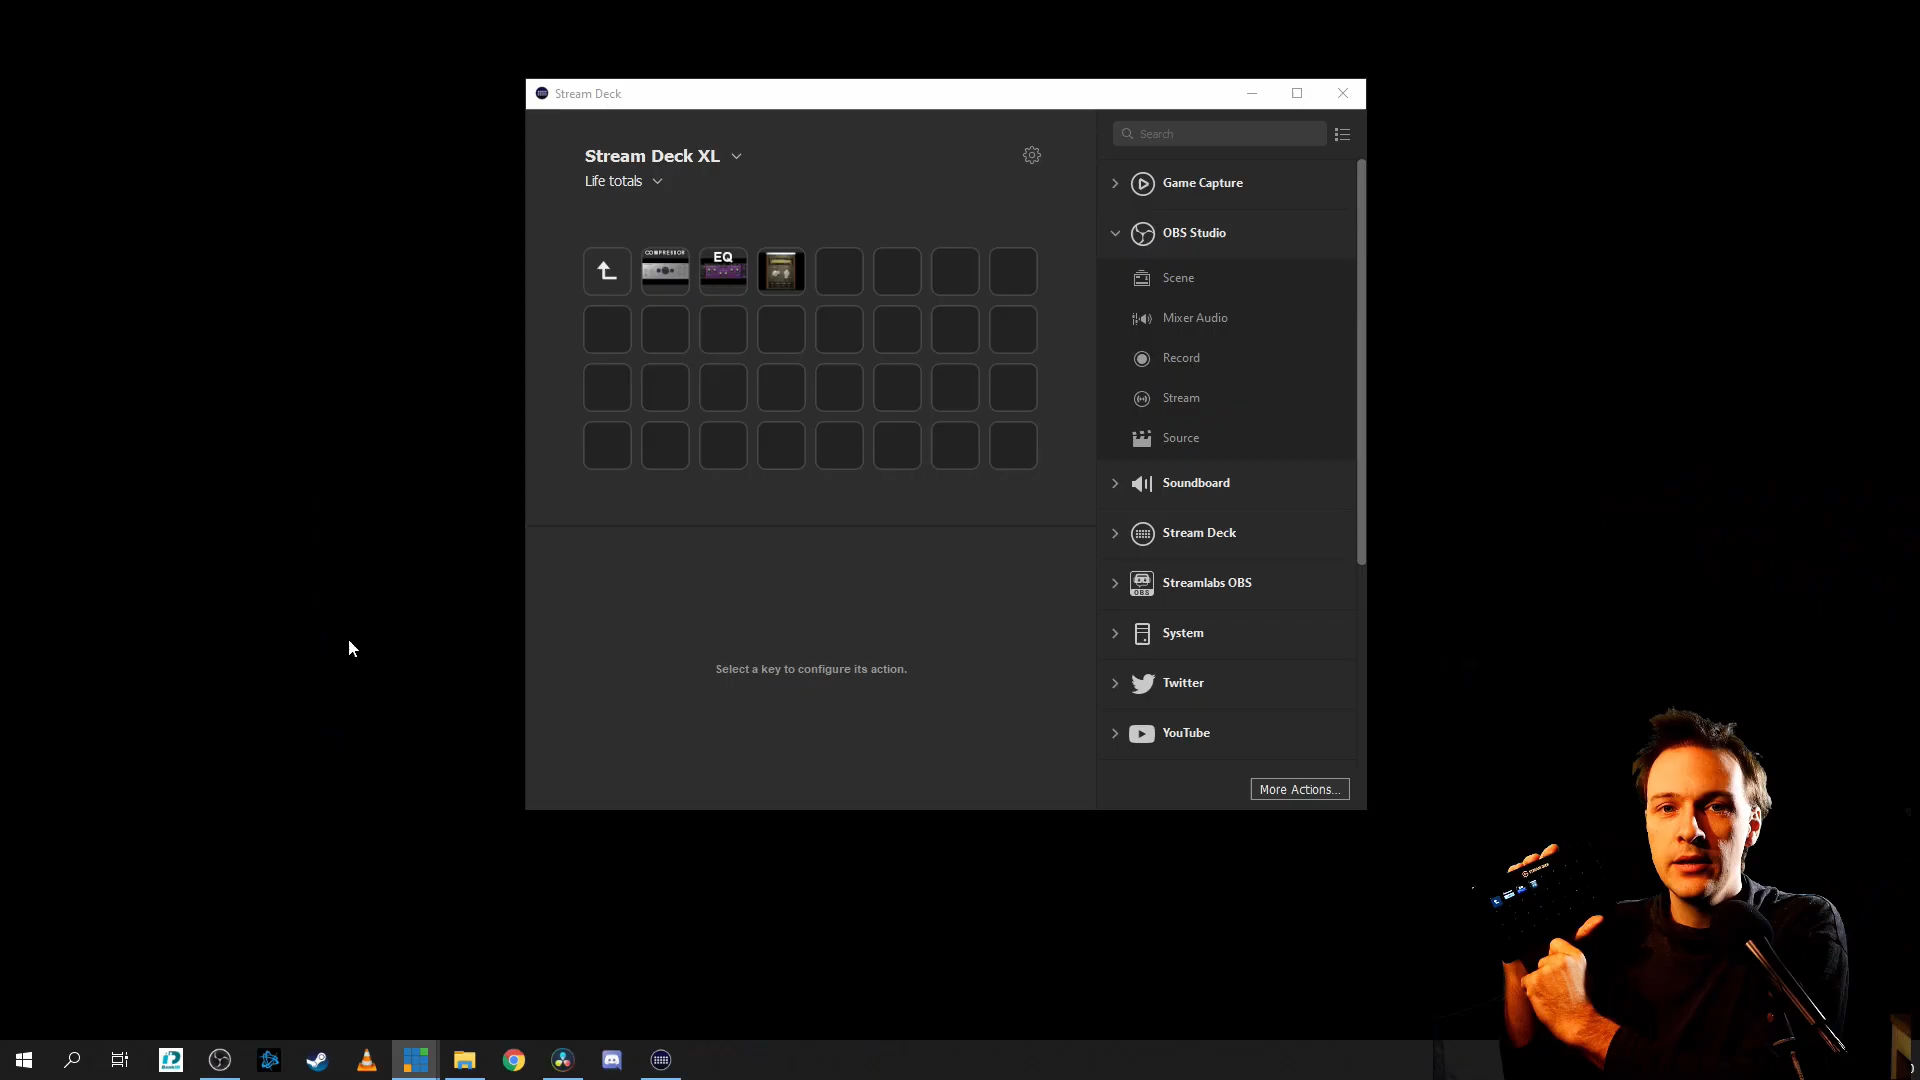 Stream Deck
Stream Deck XL
Life totals
COMPRESSOR
EQ
Select a key to configure its action.
Search
Game Capture
OBS Studio
Scene
Mixer Audio
Record
Stream
Source
Soundboard
Stream Deck
Streamlabs OBS
OBS
System
Twitter
YouTube
More Actions...